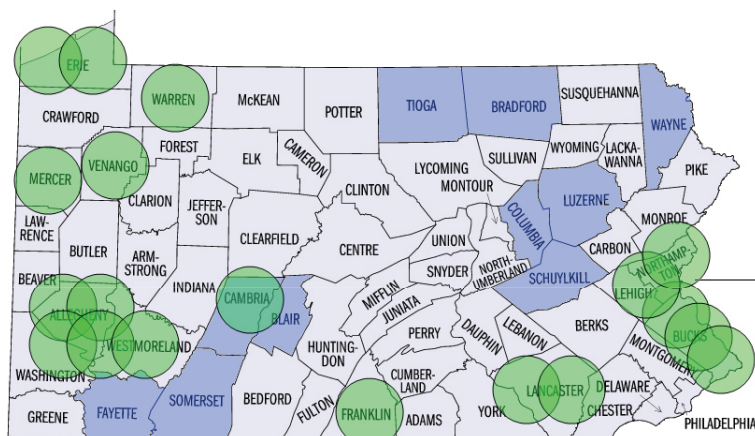 ERIE
CRAWFORD
WARREN
McKEAN
POTTER
TIOGA
BRADFORD
SUSQUEHANNA
WAYNE
FOREST
ELK
CAMERON
LYCOMING
SULLIVAN
WYOMING
LACKA-
WANNA
PIKE
MERCER
VENANGO
CLARION
JEFFER-
SON
CLINTON
MONTOUR
COLUMBIA
LUZERNE
MONROE
LAW-
RENCE
BUTLER
ARM-
STRONG
CLEARFIELD
CENTRE
UNION
NORTH-
UMBERLAND
CARBON
NORTHAMP-
TON
BEAVER
INDIANA
CAMBRIA
BLAIR
MIFFLIN
SNYDER
JUNIATA
SCHUYLKILL
LEHIGH
ALLEGHENY
WESTMORELAND
HUNTING-
DON
PERRY
DAUPHIN
LEBANON
BERKS
BUCKS
MONTGOMERY
WASHINGTON
GREENE
FAYETTE
SOMERSET
BEDFORD
FULTON
FRANKLIN
CUMBER-
LAND
ADAMS
YORK
LANCASTER
DELAWARE
CHESTER
PHILADELPHIA